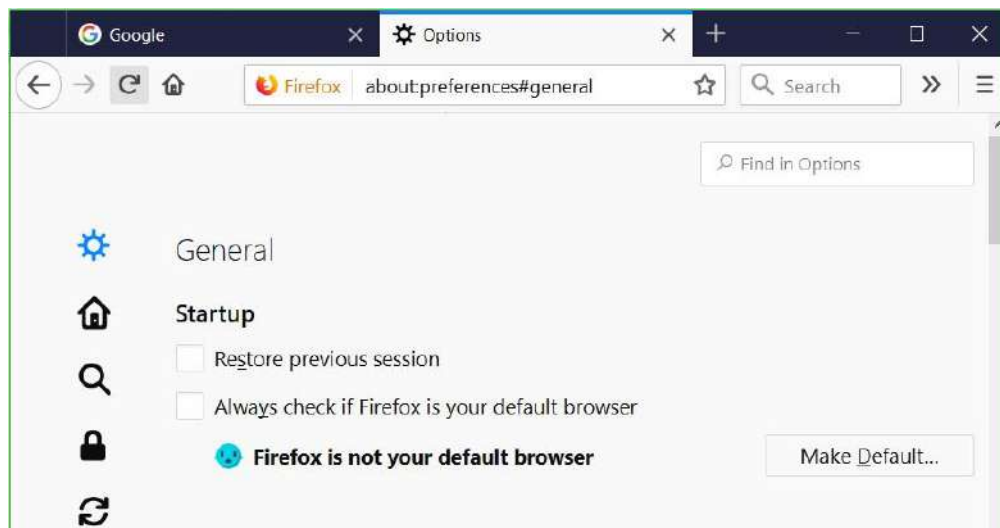 Google
Options
Firefox about:preferences#general
Search
Find in Options
General
Startup
Restore previous session
Always check if Firefox is your default browser
Firefox is not your default browser
Make Default...